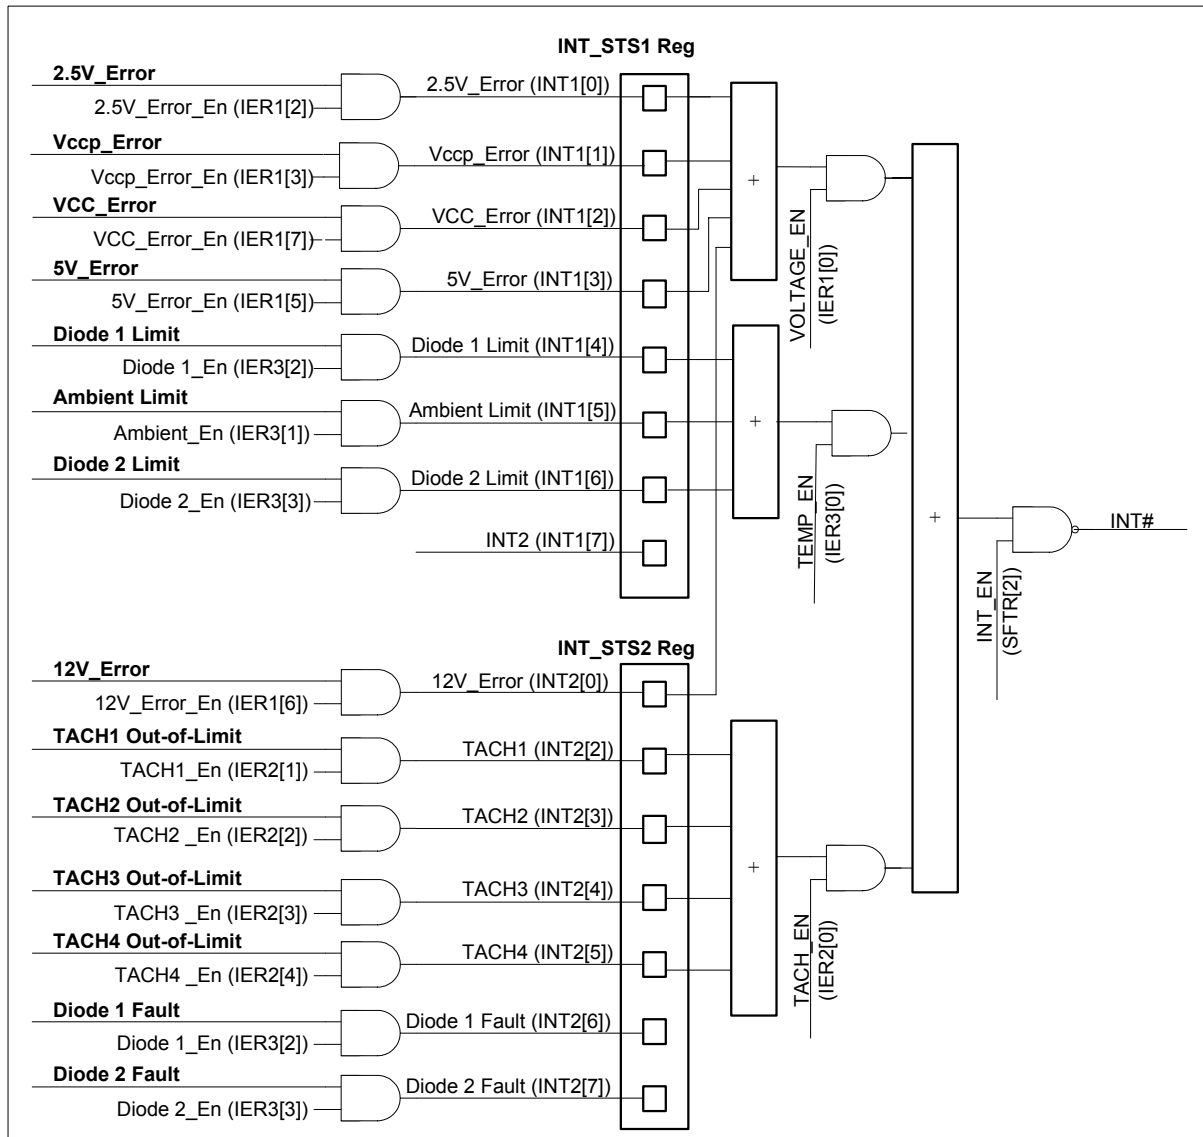 INT_STS1 Reg
2.5V_Error
2.5V_Error_En (IER1[2])
2.5V_Error (INT1[0])
Vccp_Error
Vccp_Error_En (IER1[3])
Vccp_Error (INT1[1])
VCC_Error
VCC_Error_En (IER1[7])
VCC_Error (INT1[2])
5V_Error
5V_Error_En (IER1[5])
5V_Error (INT1[3])
Diode 1 Limit
Diode 1_En (IER3[2])
Diode 1 Limit (INT1[4])
Ambient Limit
Ambient_En (IER3[1])
Ambient Limit (INT1[5])
Diode 2 Limit
Diode 2_En (IER3[3])
Diode 2 Limit (INT1[6])
INT2 (INT1[7])
+
VOLTAGE_EN
(IER1[0])
+
TEMP_EN
(IER3[0])
+
INT_EN
(SFTR[2])
INT#
INT_STS2 Reg
12V_Error
12V_Error_En (IER1[6])
12V_Error (INT2[0])
TACH1 Out-of-Limit
TACH1_En (IER2[1])
TACH1 (INT2[2])
TACH2 Out-of-Limit
TACH2 _En (IER2[2])
TACH2 (INT2[3])
TACH3 Out-of-Limit
TACH3 _En (IER2[3])
TACH3 (INT2[4])
TACH4 Out-of-Limit
TACH4 _En (IER2[4])
TACH4 (INT2[5])
Diode 1 Fault
Diode 1_En (IER3[2])
Diode 1 Fault (INT2[6])
Diode 2 Fault
Diode 2_En (IER3[3])
Diode 2 Fault (INT2[7])
+
TACH_EN
(IER2[0])